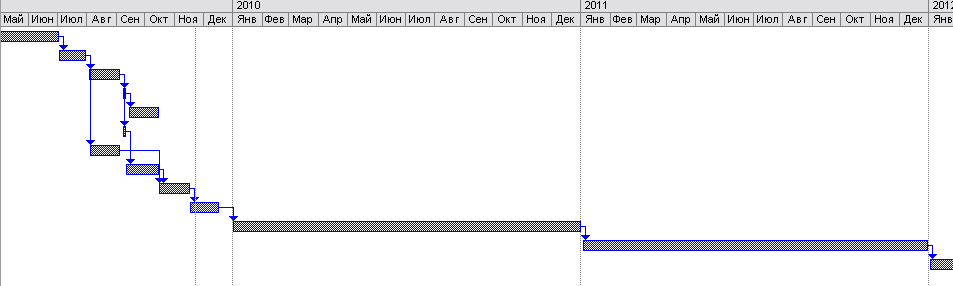 2010 2011 2012
Май Июн Июл Авг Сен Окт Ноя Дек Янв Фев Мар Апр Май Июн Июл Авг Сен Окт Ноя Дек Янв Фев Мар Апр Май Июн Июл Авг Сен Окт Ноя Дек Янв